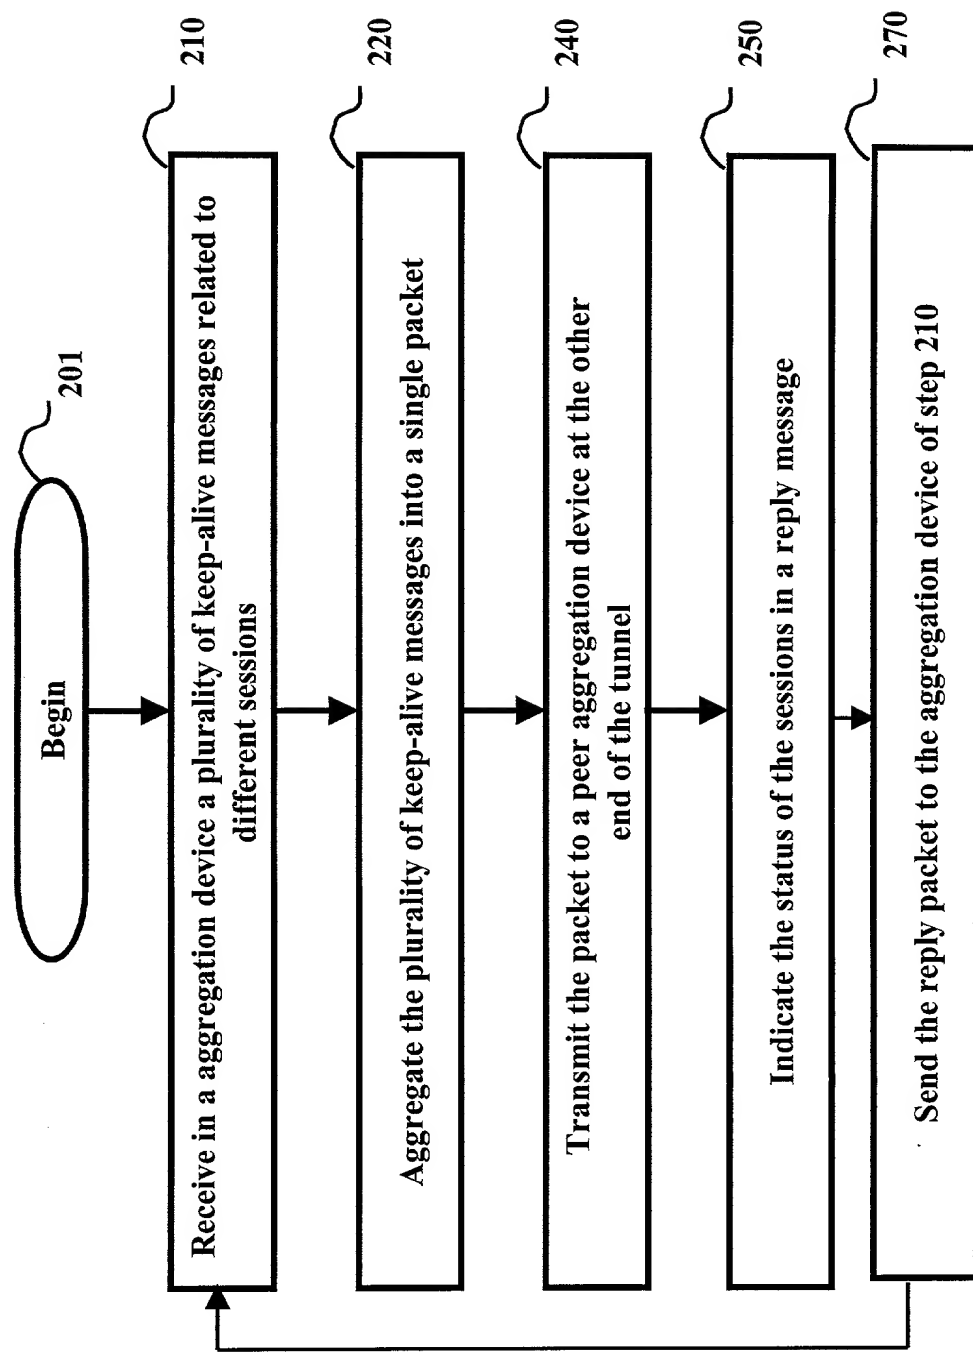 Begin
201
Receive in a aggregation device a plurality of keep-alive messages related to
different sessions
210
Aggregate the plurality of keep-alive messages into a single packet
220
Transmit the packet to a peer aggregation device at the other
end of the tunnel
240
Indicate the status of the sessions in a reply message
250
Send the reply packet to the aggregation device of step 210
270